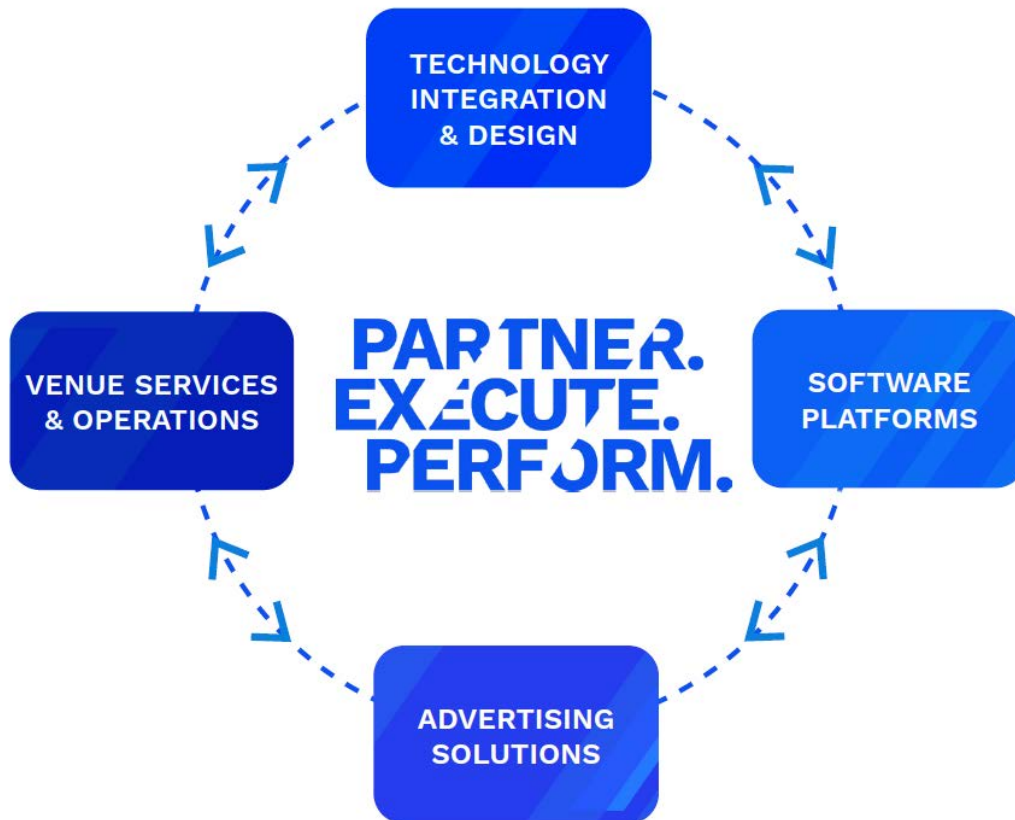 TECHNOLOGY
INTEGRATION
& DESIGN
VENUE SERVICES
& OPERATIONS
PARTNER.
EXECUTE.
PERFORM.
SOFTWARE
PLATFORMS
ADVERTISING
SOLUTIONS